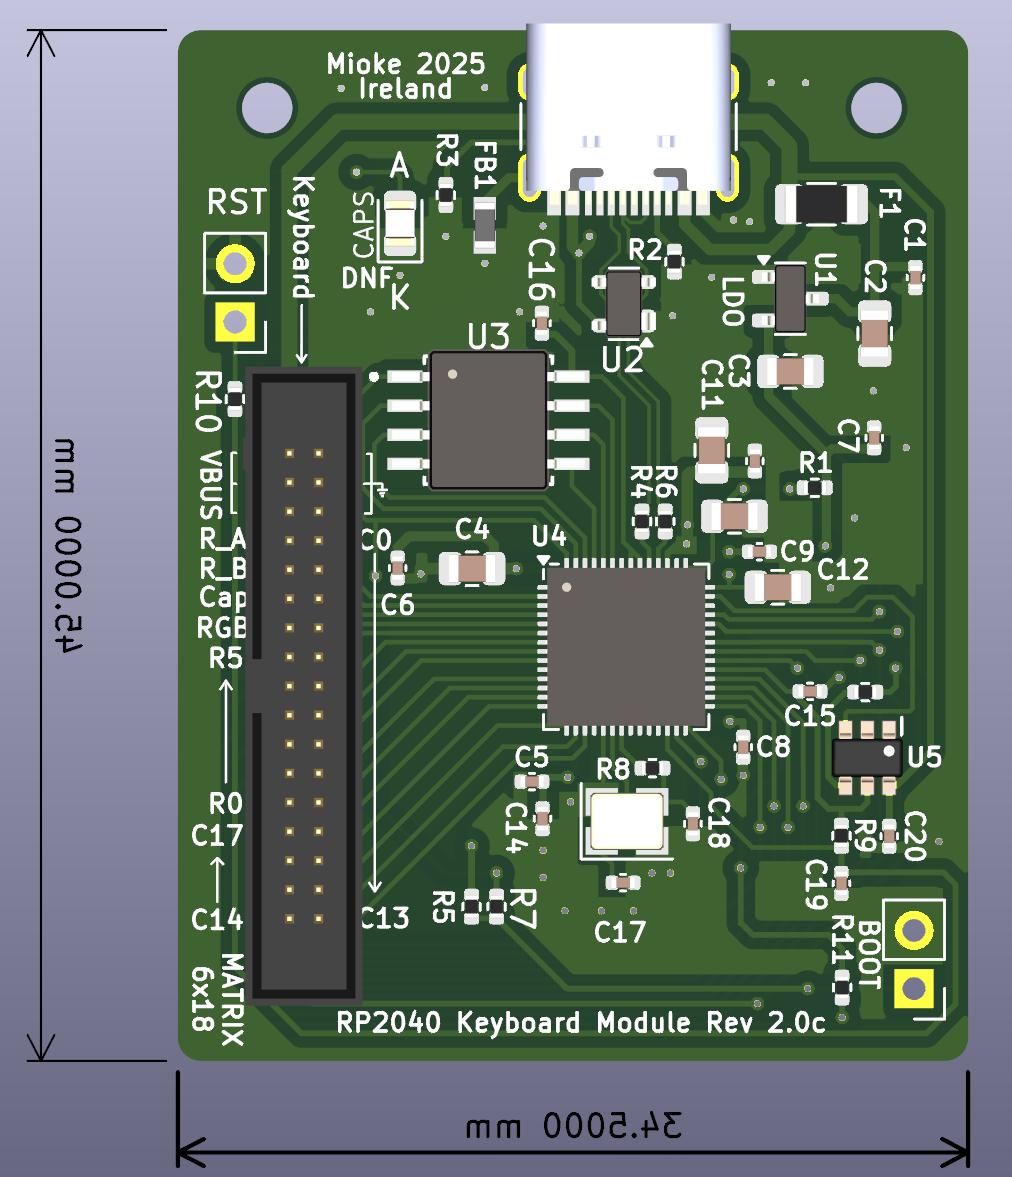 Mioke 2025
Ireland
RST
Keyboard
A
CAPS
DNF
K
R3
FB1
C16
R2
U2
LDO
U1
F1
C1
C2
U3
C3
C11
C7
R1
R10
VBUS
R_A
R_B
Cap
RGB
R5
R0
C17
C14
C0
C6
C4
U4
R4
R6
C9
C12
C15
C8
U5
C5
C14
R8
C18
C17
R9
C20
C19
R5
R7
C13
R11
BOOT
MATRIX
6x18
RP2040 Keyboard Module Rev 2.0c
45.0000 mm
34.5000 mm